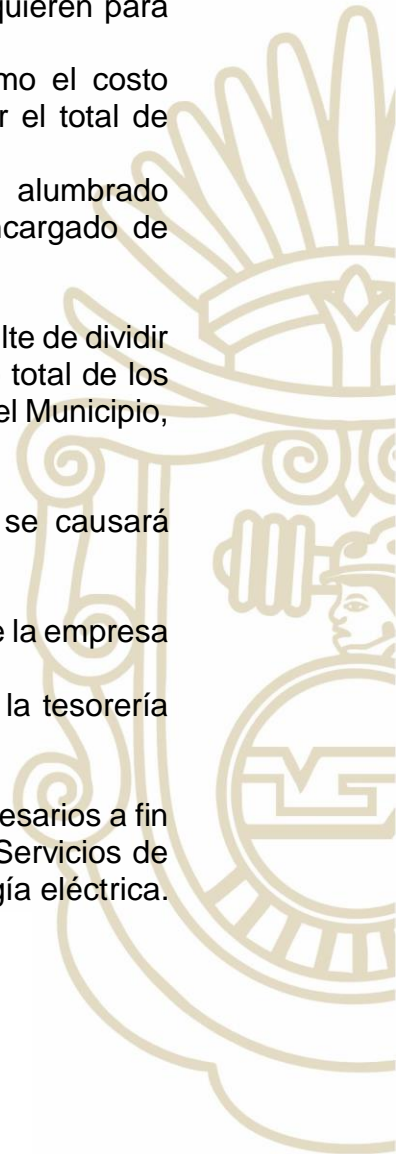 quieren para
mo el costo
r el total de
alumbrado
ncargado de
lte de dividir
total de los
el Municipio,
se causará
e la empresa
la tesorería
esarios a fin
Servicios de
gía eléctrica.